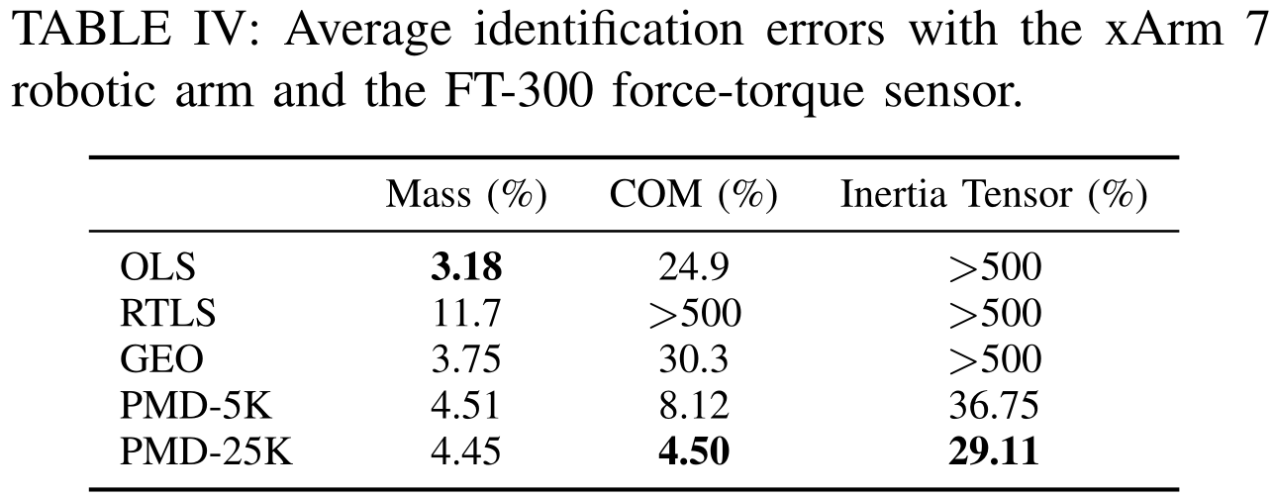 TABLE IV: Average identification errors with the xArm 7
robotic arm and the FT-300 force-torque sensor.
Mass (%) COM (%) Inertia Tensor (%)
OLS 3.18 24.9 >500
RTLS 11.7 >500 >500
GEO 3.75 30.3 >500
PMD-5K 4.51 8.12 36.75
PMD-25K 4.45 4.50 29.11